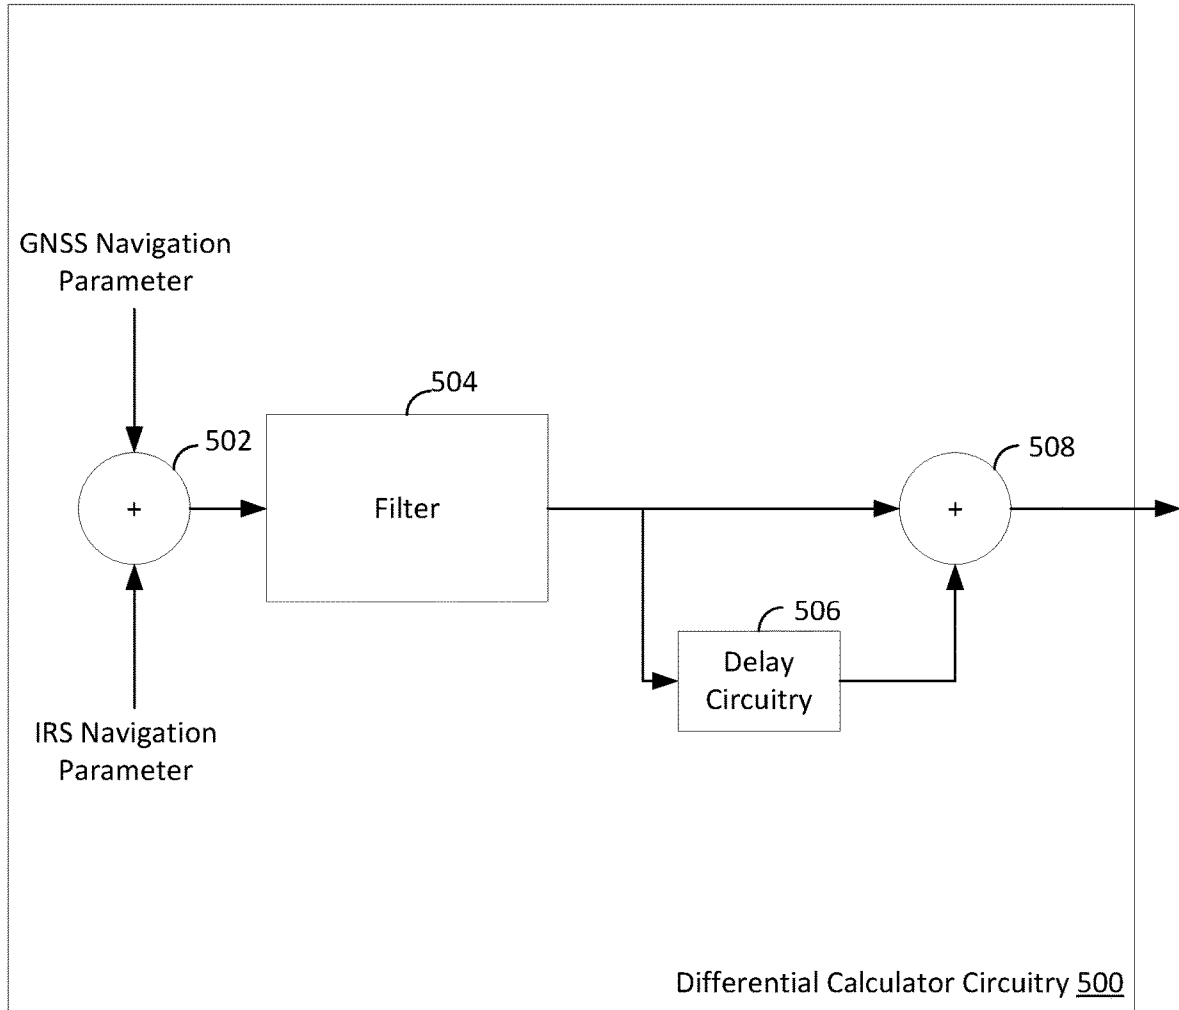 GNSS Navigation
Parameter
504
502
508
+
Filter
+
506
Delay
Circuitry
IRS Navigation
Parameter
Differential Calculator Circuitry 500